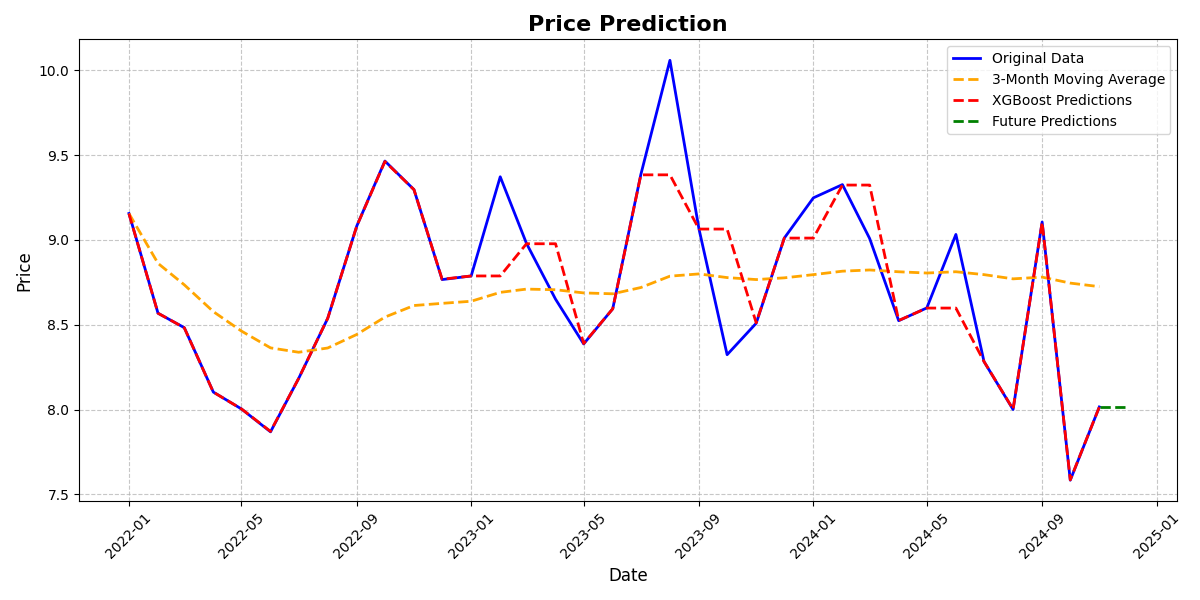 Price Prediction
Original Data
3-Month Moving Average
XGBoost Predictions
Future Predictions
Price
10.0
9.5
9.0
8.5
8.0
7.5
2022-01
2022-05
2022-09
2023-01
2023-05
2023-09
2024-01
2024-05
2024-09
2025-01
Date